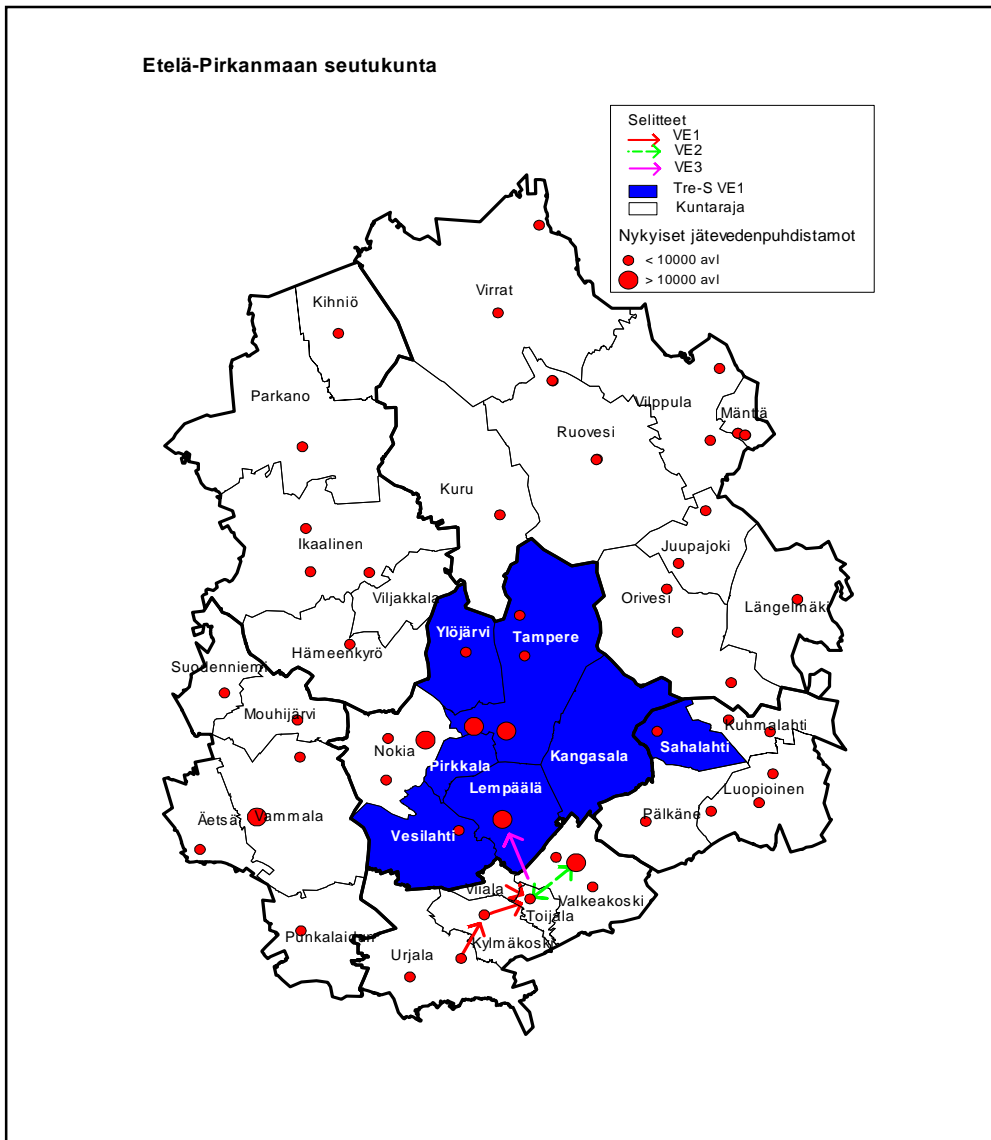 Etelä-Pirkanmaan seutukunta
Selitteet
VE1
VE2
VE3
Tre-S VE1
Kuntaraja
Nykyiset jätevedenpuhdistamot
< 10000 avl
> 10000 avl
Virrat
Kihniö
Parkano
Vilppula
Mänttä
Ruovesi
Kuru
Ikaalinen
Juupajoki
Viljakkala
Orivesi
Längelmäki
Ylöjärvi
Tampere
Hämeenkyrö
Suodenniemi
Mouhijärvi
Kuhmalahti
Nokia
Sahalahti
Kangasala
Pirkkala
Lempäälä
Luopioinen
Äetsä
Vammala
Pälkäne
Vesilahti
Viiala
Valkeakoski
Toijala
Punkalaidun
Kylmäkoski
Urjala